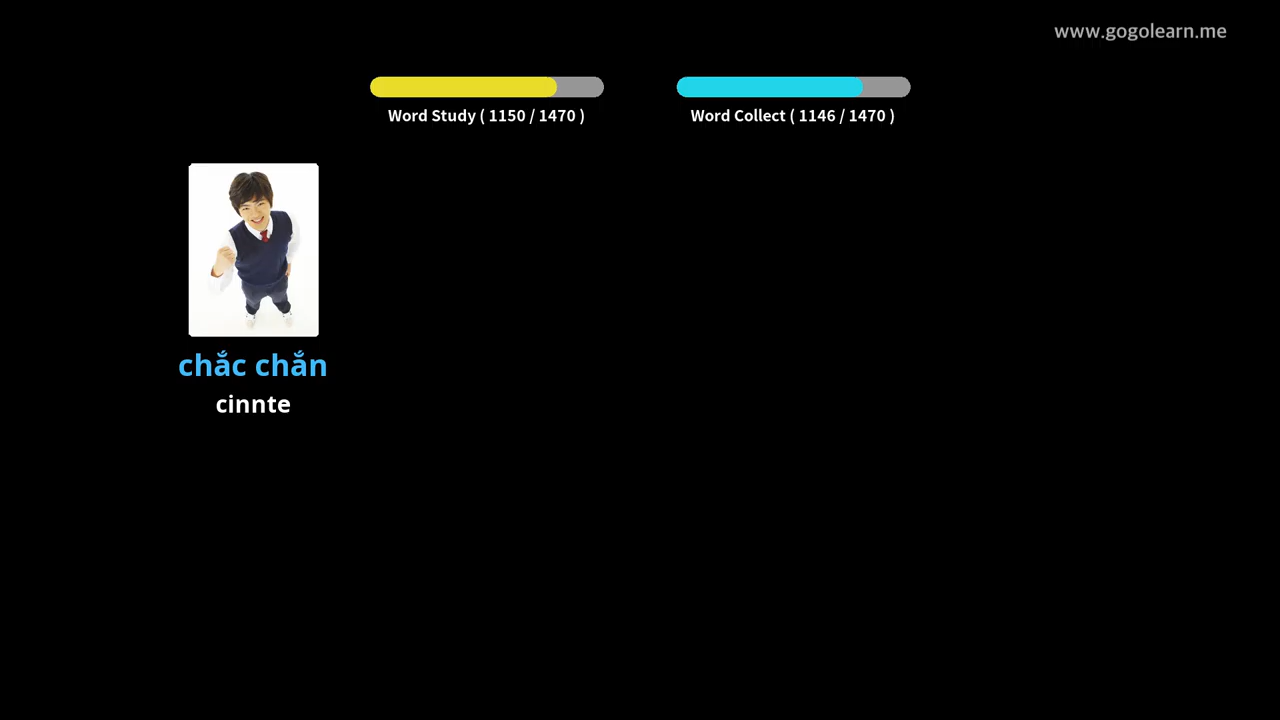 www.gogolearn.me
Word Study ( 1150 / 1470 )
Word Collect ( 1146 / 1470 )
chắc chắn
cinnte